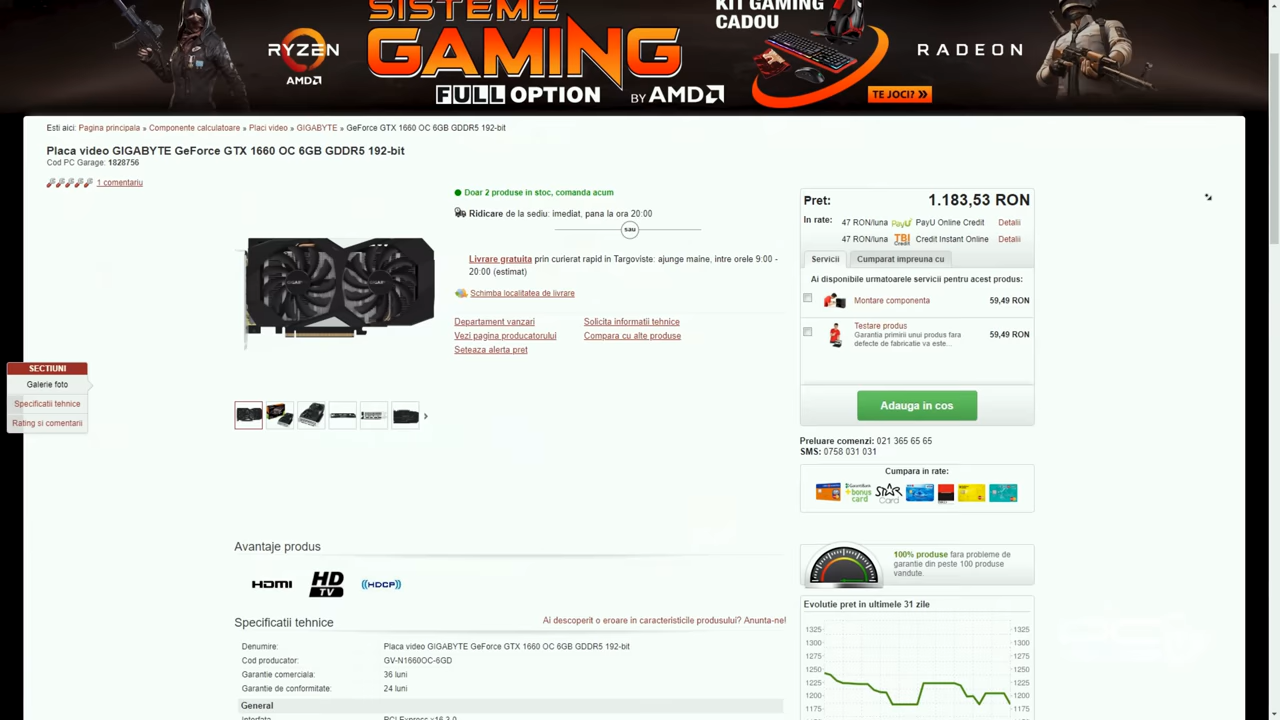 SISTEME
GAMING
FULL OPTION BY AMD
RYZEN
AMD
KIT GAMING
CADOU
RADEON
TE JOCI?
Esti aici: Pagina principala » Componente calculatoare » Placi video » GIGABYTE » GeForce GTX 1660 OC 6GB GDDR5 192-bit
Placa video GIGABYTE GeForce GTX 1660 OC 6GB GDDR5 192-bit
Cod PC Garage: 1828756
1 comentariu
Doar 2 produse in stoc, comanda acum
Ridicare de la sediu: imediat, pana la ora 20:00
sau
Livrare gratuita prin curierat rapid in Targoviste: ajunge maine, intre orele 9:00 -
20:00 (estimat)
Schimba localitatea de livrare
Departament vanzari Solicita informatii tehnice
Vezi pagina producatorului Compara cu alte produse
Seteaza alerta pret
Pret: 1.183,53 RON
In rate: 47 RON/luna PayU PayU Online Credit Detalii
47 RON/luna TBI Credit Instant Online Detalii
Servicii Cumparat impreuna cu
Ai disponibile urmatoarele servicii pentru acest produs:
Montare componenta 59,49 RON
Testare produs
Garantia primirii unui produs fara
defecte de fabricatie va este...
59,49 RON
Adauga in cos
Preluare comenzi: 021 365 65 65
SMS: 0758 031 031
Cumpara in rate:
bonus
card
STAR
Card
SECTIUNI
Galerie foto
Specificatii tehnice
Rating si comentarii
Avantaje produs
HDMI HD
TV
HDCP
100% produse fara probleme de
garantie din peste 100 produse
vandute.
Evolutie pret in ultimele 31 zile
1325 1325
1300 1300
1275 1275
1250 1250
1225 1225
1200 1200
1175 1175
Specificatii tehnice Ai descoperit o eroare in caracteristicile produsului? Anunta-ne!
Denumire: Placa video GIGABYTE GeForce GTX 1660 OC 6GB GDDR5 192-bit
Cod producator: GV-N1660OC-6GD
Garantie comerciala: 36 luni
Garantie de conformitate: 24 luni
General
Interfata PCI Express x16 3.0